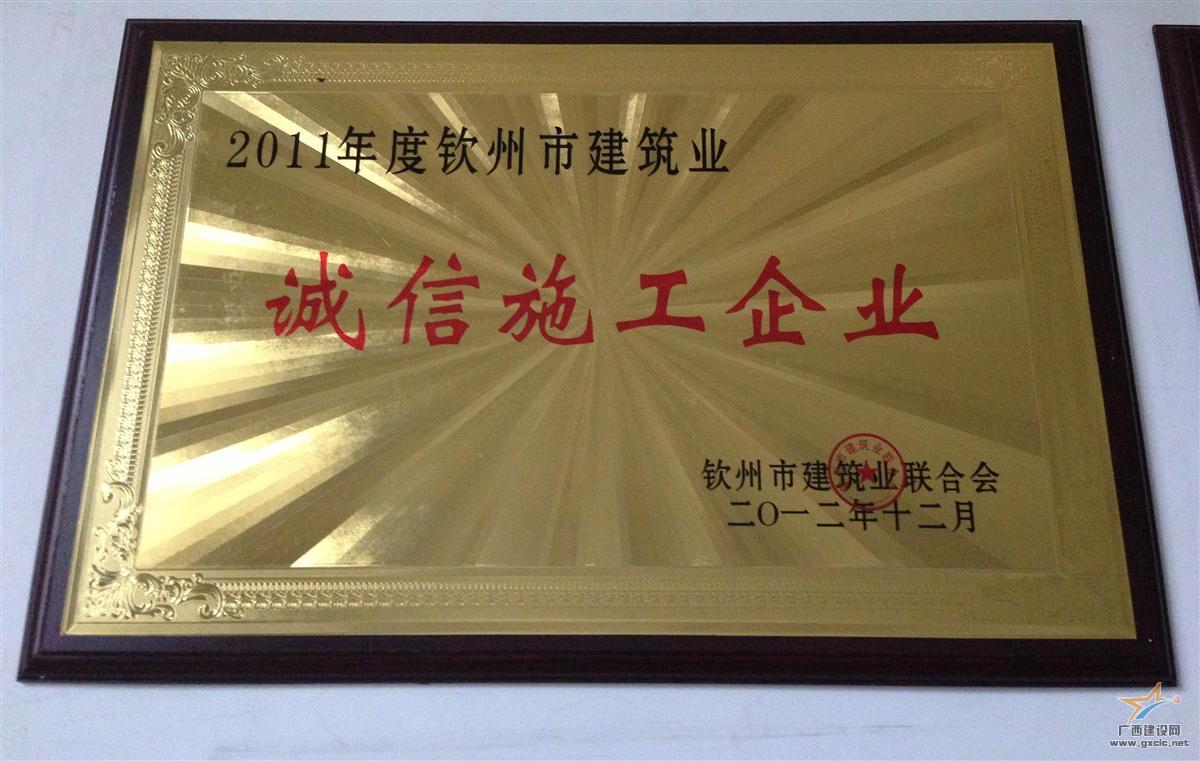 2011年度钦州市建筑业
诚信施工企业
钦州市建筑业联合会
二O一二年十二月
广西建设网
www.gxcic.net